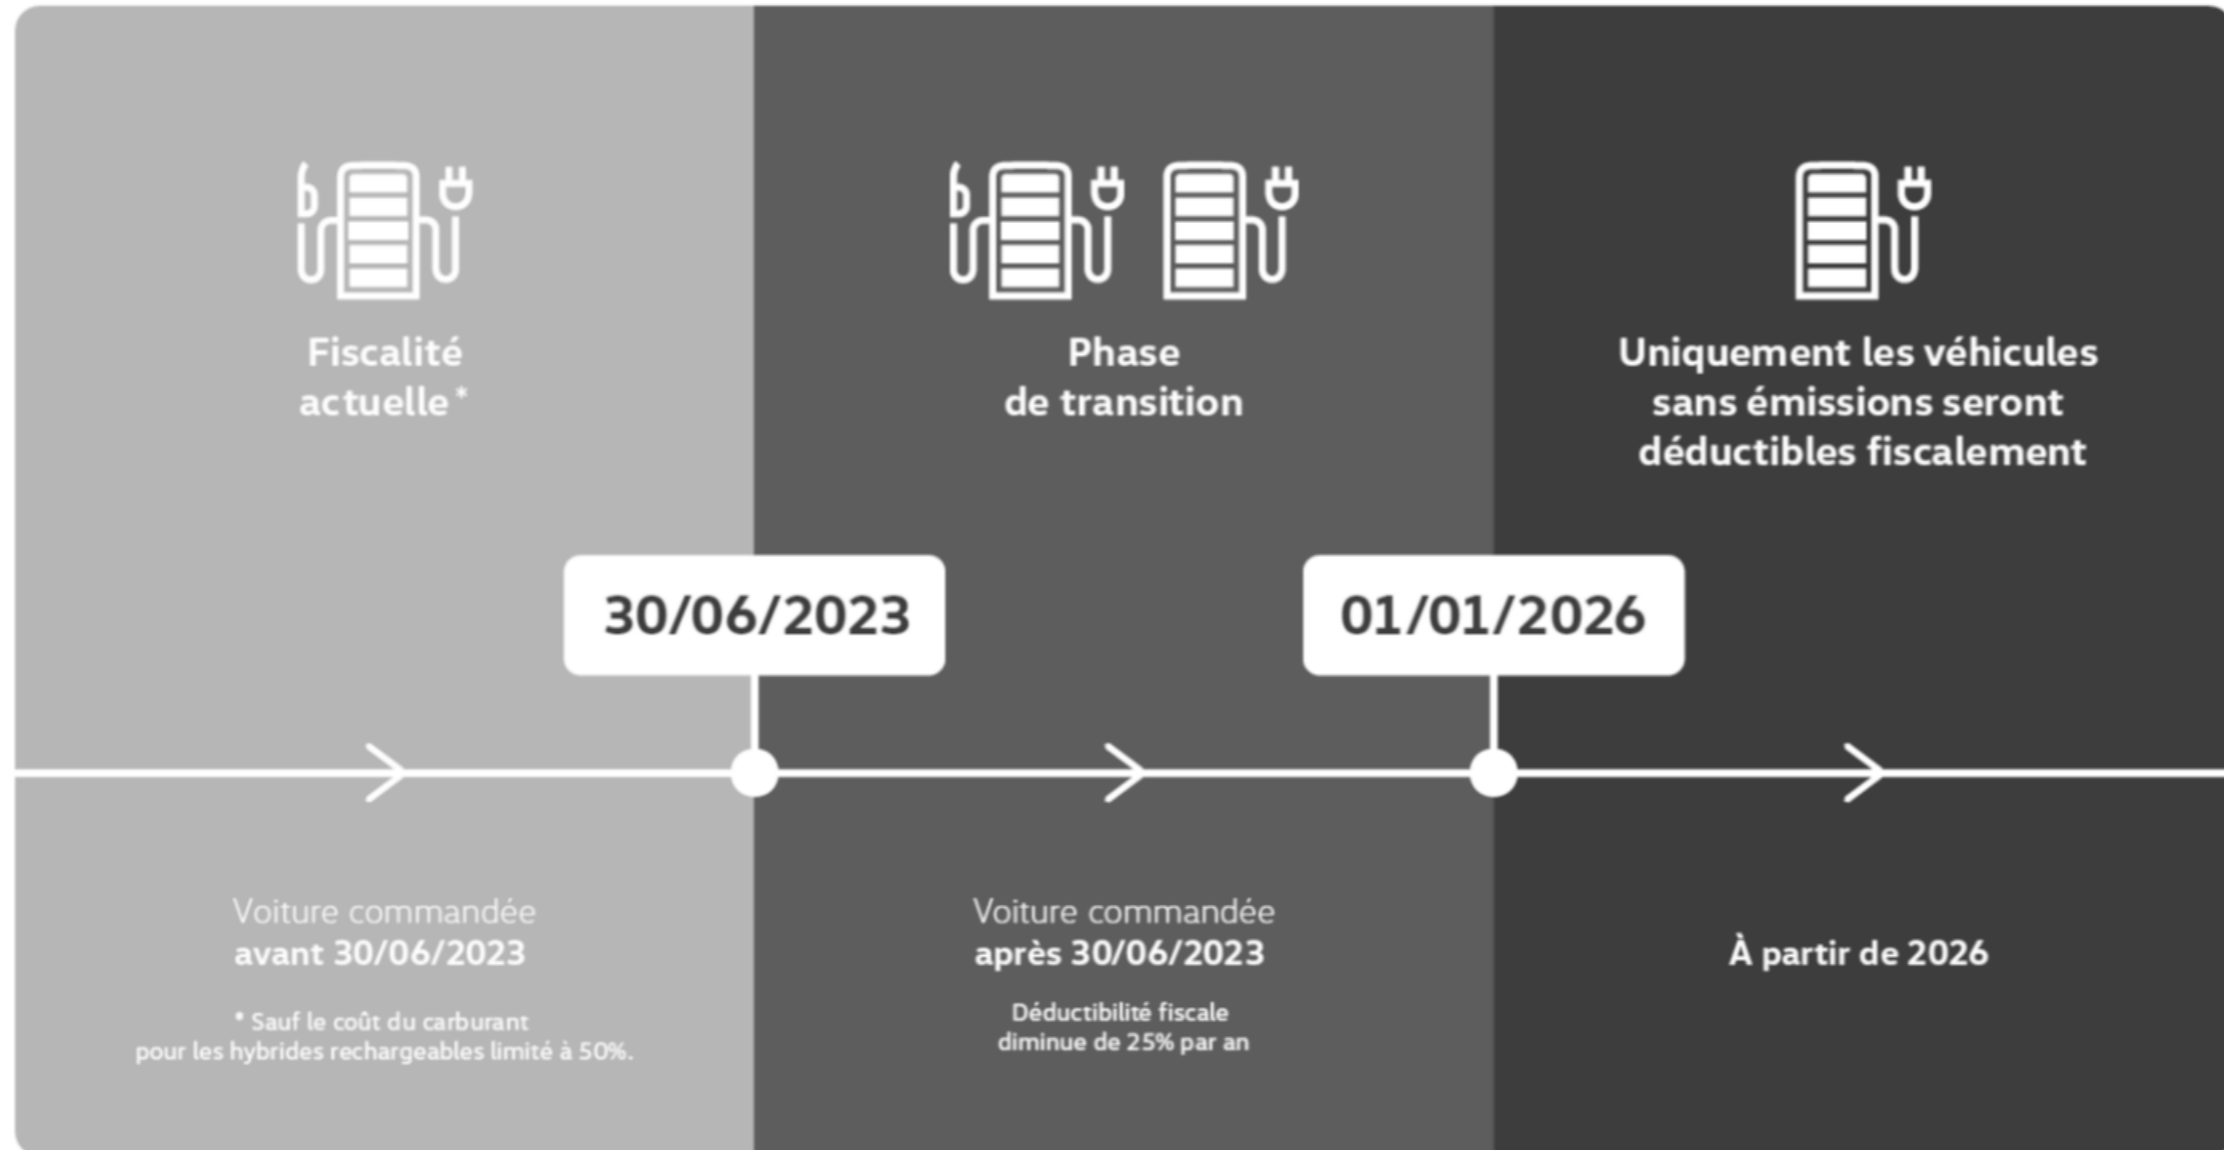 Fiscalité
actuelle *
Phase
de transition
Uniquement les véhicules
sans émissions seront
déductibles fiscalement
30/06/2023
01/01/2026
Voiture commandée
avant 30/06/2023
* Sauf le coût du carburant
pour les hybrides rechargeables limité à 50%.
Voiture commandée
après 30/06/2023
Déductibilité fiscale
diminue de 25% par an
À partir de 2026